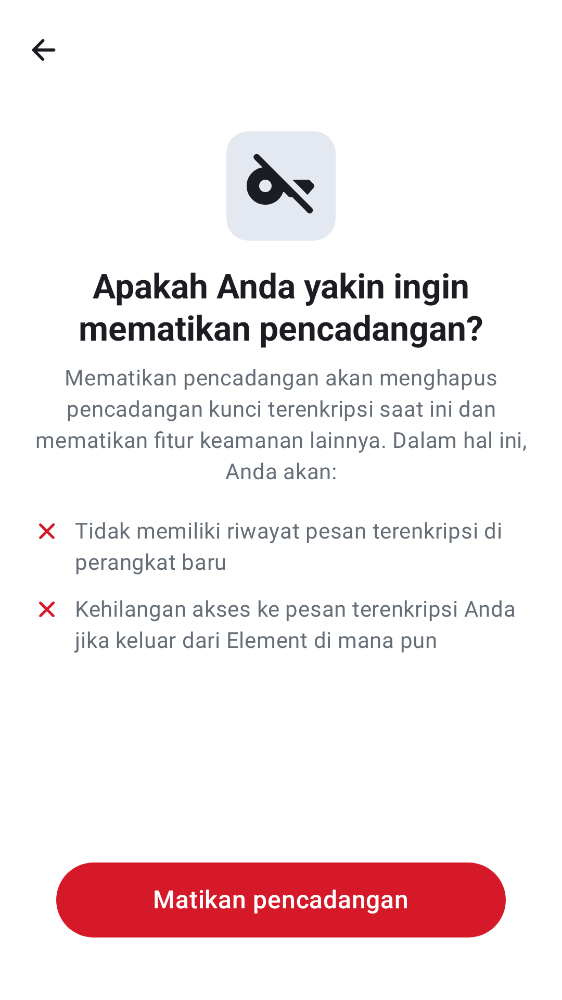 Apakah Anda yakin ingin
mematikan pencadangan?
Mematikan pencadangan akan menghapus
pencadangan kunci terenkripsi saat ini dan
mematikan fitur keamanan lainnya. Dalam hal ini,
Anda akan:
Tidak memiliki riwayat pesan terenkripsi di
perangkat baru
Kehilangan akses ke pesan terenkripsi Anda
jika keluar dari Element di mana pun
Matikan pencadangan